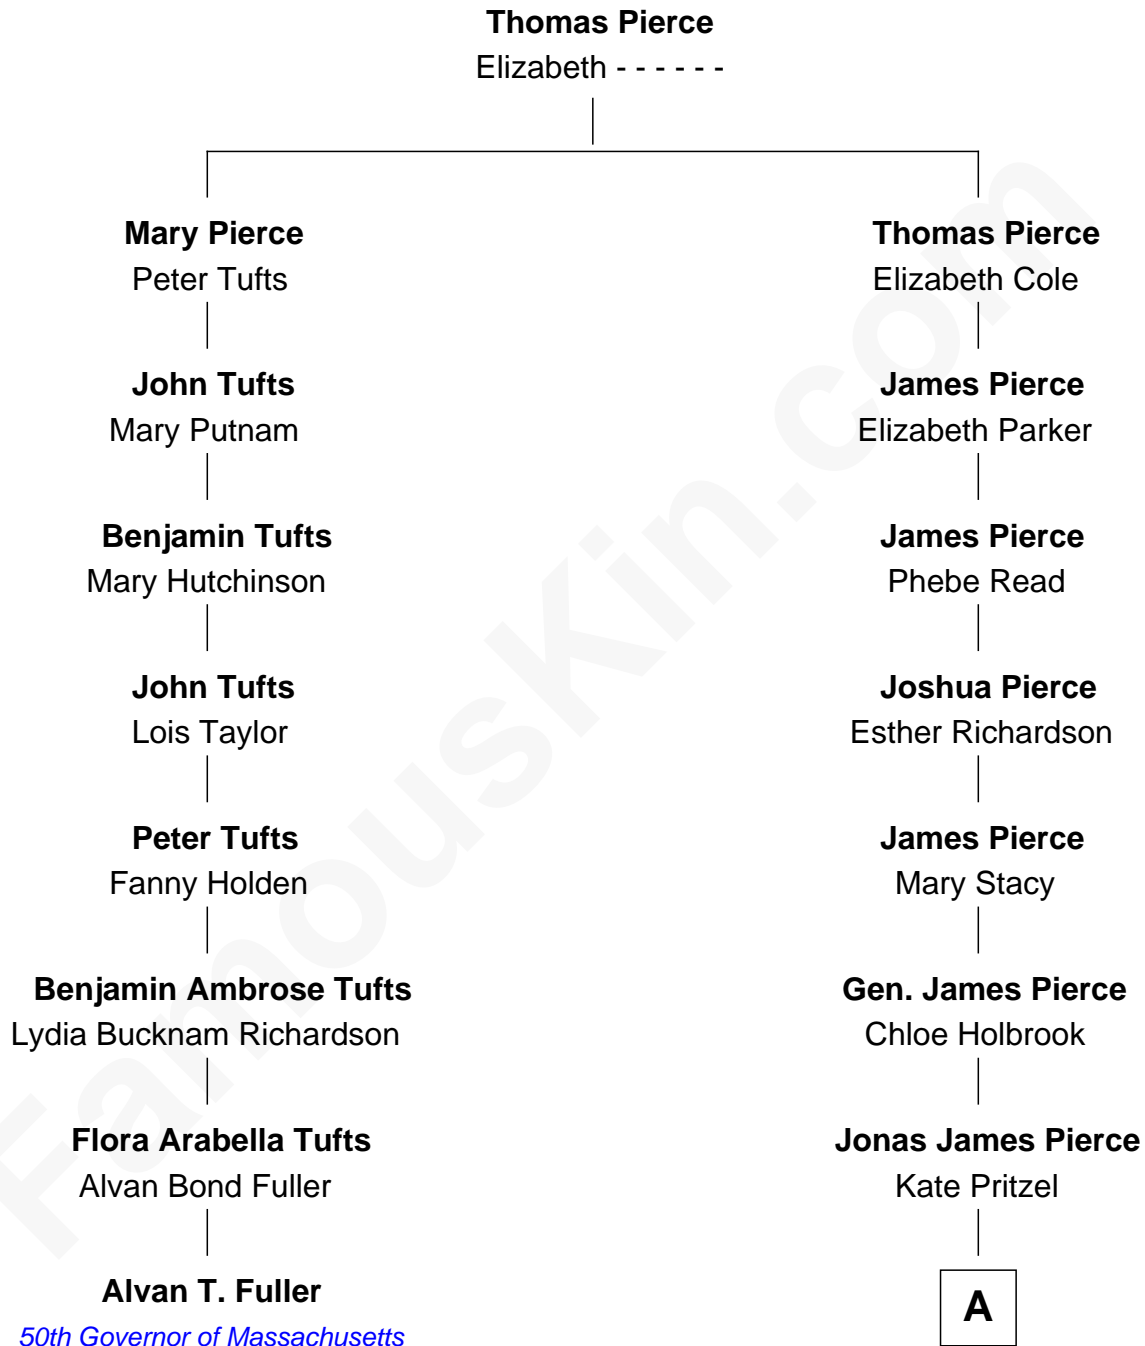 Thomas Pierce
Elizabeth - - - - - -
Mary Pierce
Peter Tufts
Thomas Pierce
Elizabeth Cole
John Tufts
Mary Putnam
James Pierce
Elizabeth Parker
Benjamin Tufts
Mary Hutchinson
James Pierce
Phebe Read
John Tufts
Lois Taylor
Joshua Pierce
Esther Richardson
Peter Tufts
Fanny Holden
James Pierce
Mary Stacy
Benjamin Ambrose Tufts
Lydia Bucknam Richardson
Gen. James Pierce
Chloe Holbrook
Flora Arabella Tufts
Alvan Bond Fuller
Jonas James Pierce
Kate Pritzel
Alvan T. Fuller
50th Governor of Massachusetts
A
FamousKin.com